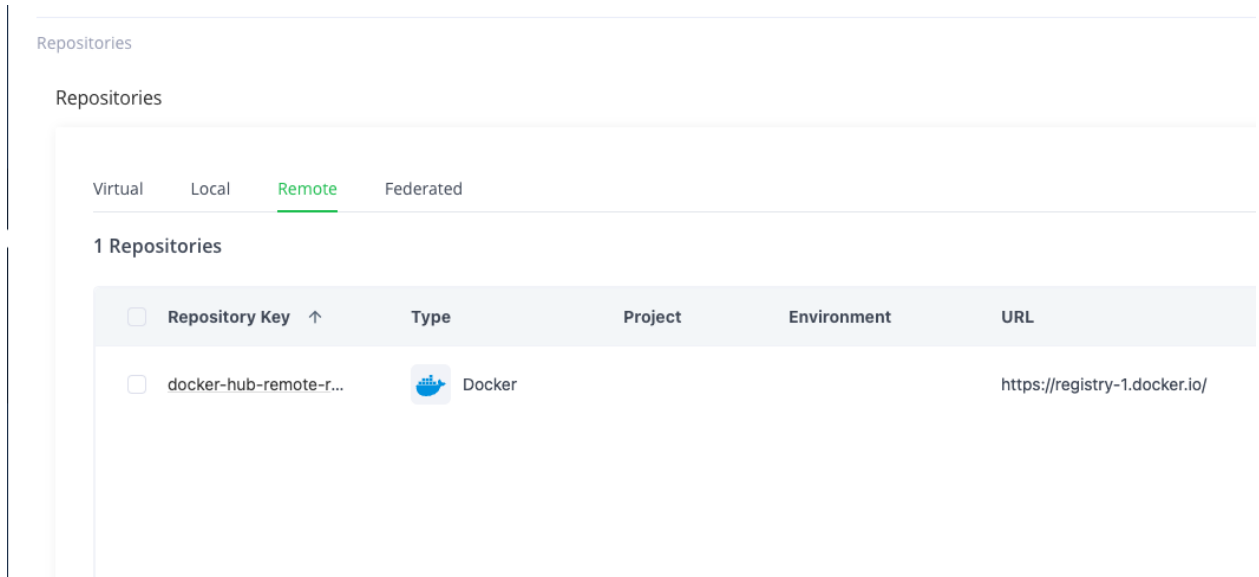 Repositories
Repositories
Virtual Local Remote Federated
1 Repositories
Repository Key ↑ Type Project Environment URL
docker-hub-remote-r... Docker https://registry-1.docker.io/